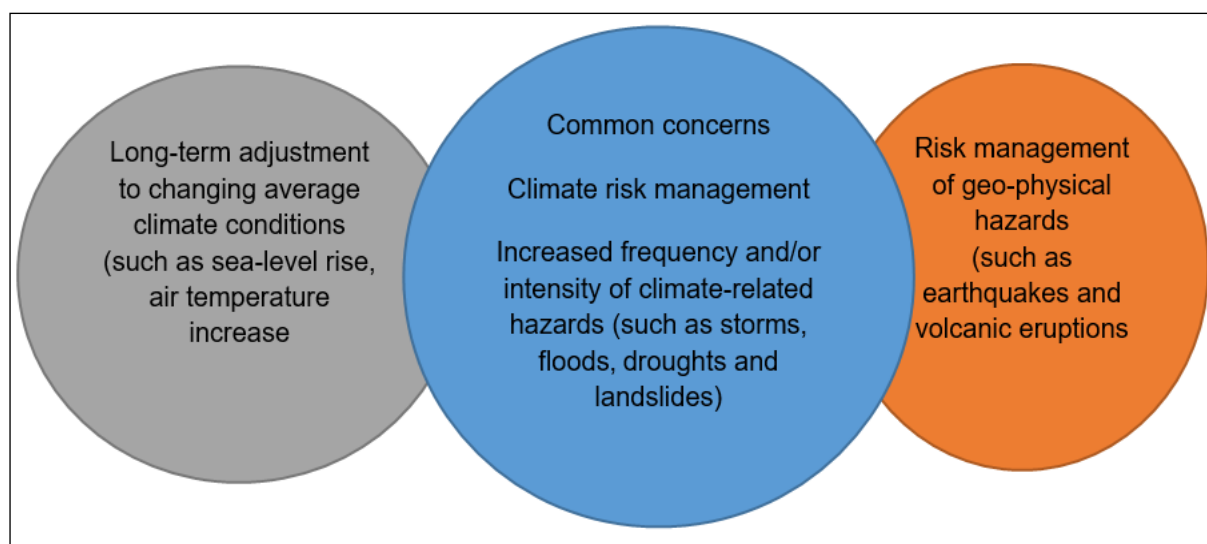 Long-term adjustment
to changing average
climate conditions
(such as sea-level rise,
air temperature
increase
Common concerns
Climate risk management
Increased frequency and/or
intensity of climate-related
hazards (such as storms,
floods, droughts and
landslides)
Risk management
of geo-physical
hazards
(such as
earthquakes and
volcanic eruptions